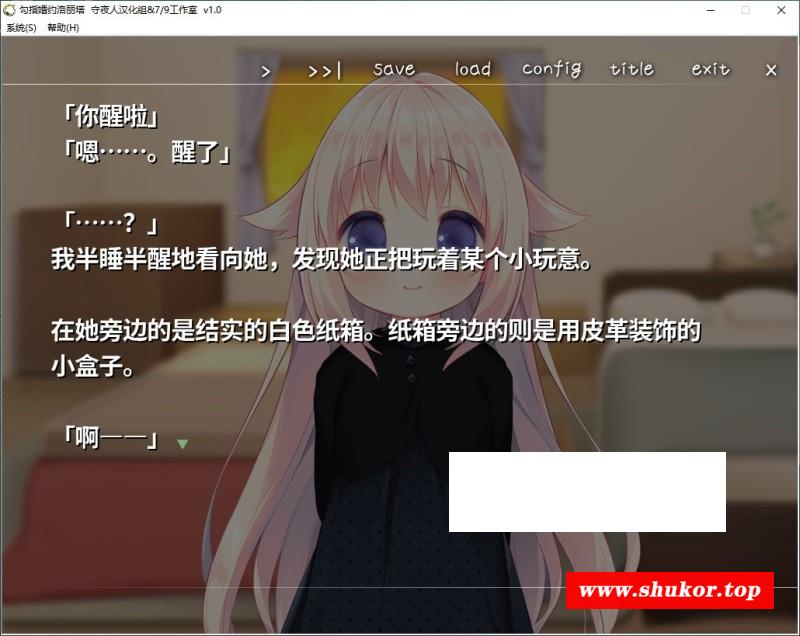 勾指婚约洛丽塔 守夜人汉化组&7/9工作室 v1.0
系统(S) 帮助(H)
> >>| save load config title exit x
「你醒啦」
「嗯……。醒了」
「……？」
我半睡半醒地看向她，发现她正把玩着某个小玩意。
在她旁边的是结实的白色纸箱。纸箱旁边的则是用皮革装饰的
小盒子。
「啊——」
www.shukor.top